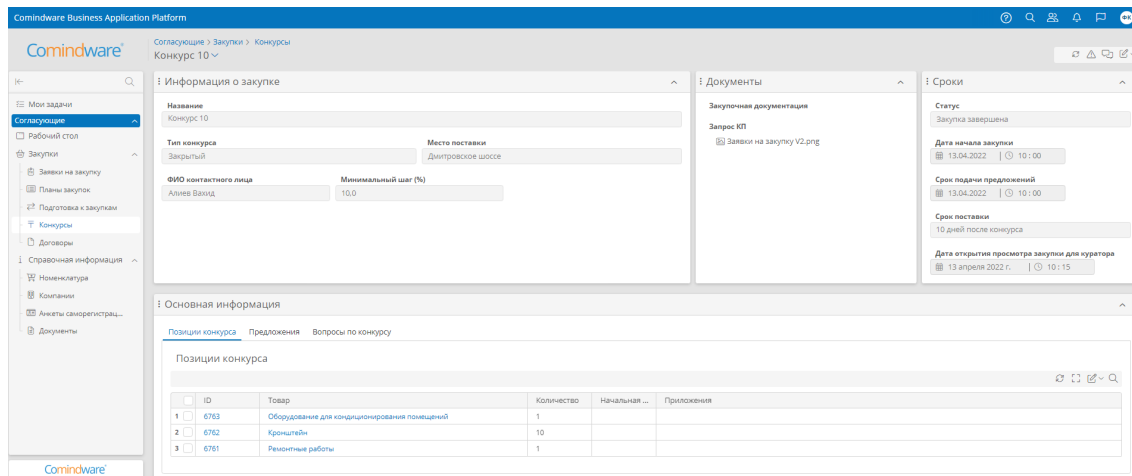 Comindware Business Application Platform
ФК
Comindware
Согласующие > Закупки > Конкурсы
Конкурс 10
Мои задачи
Согласующие
Рабочий стол
Закупки
Заявки на закупку
Планы закупок
Подготовка к закупкам
Конкурсы
Договоры
Справочная информация
Номенклатура
Компании
Анкеты саморегистрац...
Документы
Comindware
Информация о закупке
Название
Конкурс 10
Тип конкурса
Место поставки
Закрытый
Дмитровское шоссе
ФИО контактного лица
Минимальный шаг (%)
Алиев Вахид
10,0
Документы
Закупочная документация
Запрос КП
Заявки на закупку V2.png
Сроки
Статус
Закупка завершена
Дата начала закупки
13.04.2022 | 10 : 00
Срок подачи предложений
13.04.2022 | 10 : 00
Срок поставки
10 дней после конкурса
Дата открытия просмотра закупки для куратора
13 апреля 2022 г. | 10 : 15
Основная информация
Позиции конкурса Предложения Вопросы по конкурсу
Позиции конкурса
ID Товар Количество Начальная ... Приложения
1 6763 Оборудование для кондиционирования помещений 1
2 6762 Кронштейн 10
3 6761 Ремонтные работы 1